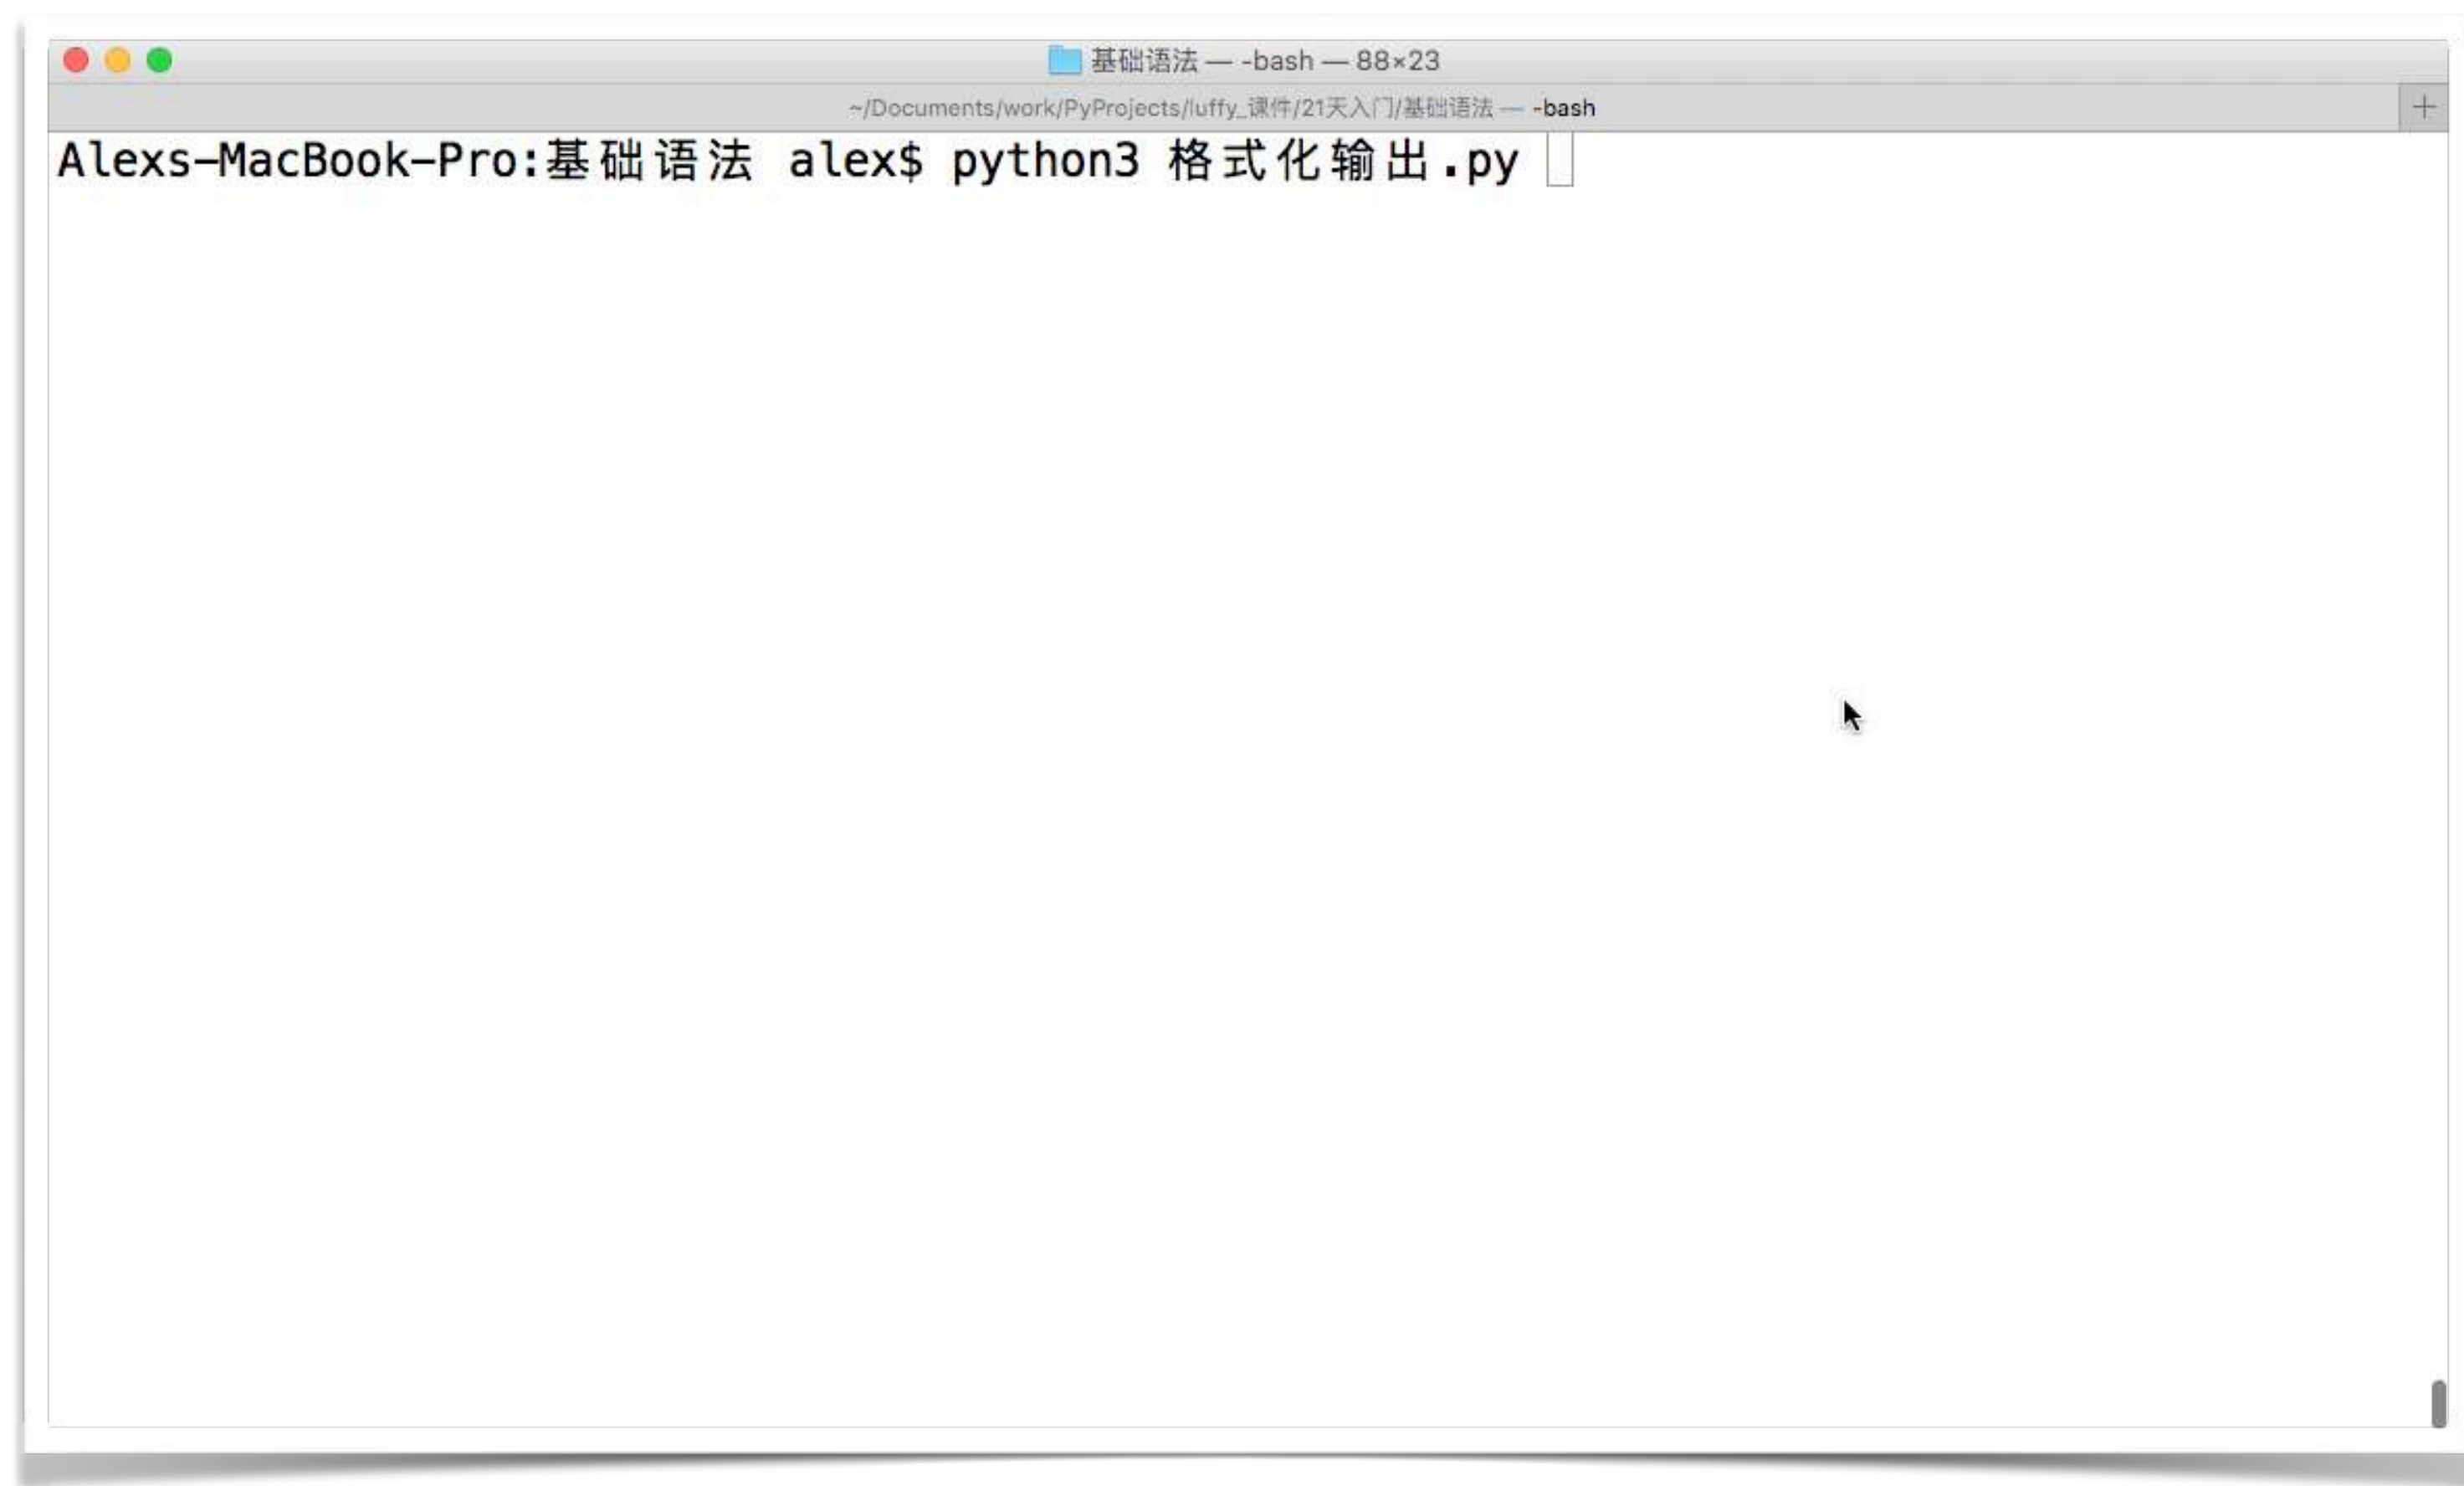 基础语法 — -bash — 88×23
~/Documents/work/PyProjects/luffy_课件/21天入门/基础语法 — -bash
Alexs-MacBook-Pro:基础语法 alex$ python3 格式化输出.py